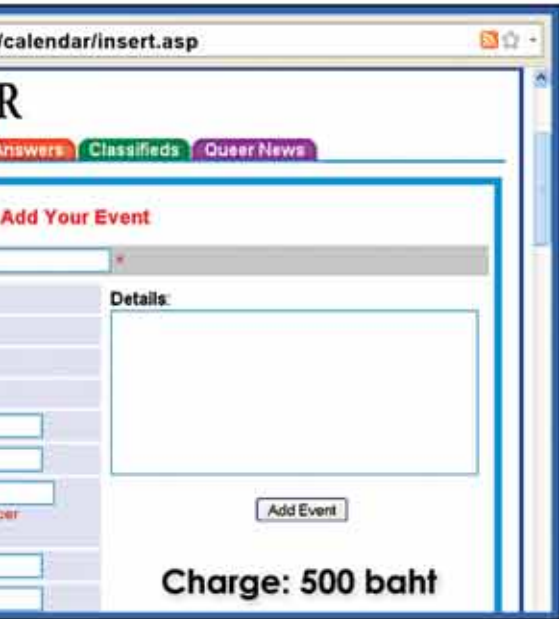 /calendar/insert.asp
R
Answers Classifieds Queer News
Add Your Event
*
Details:
Add Event
Charge: 500 baht